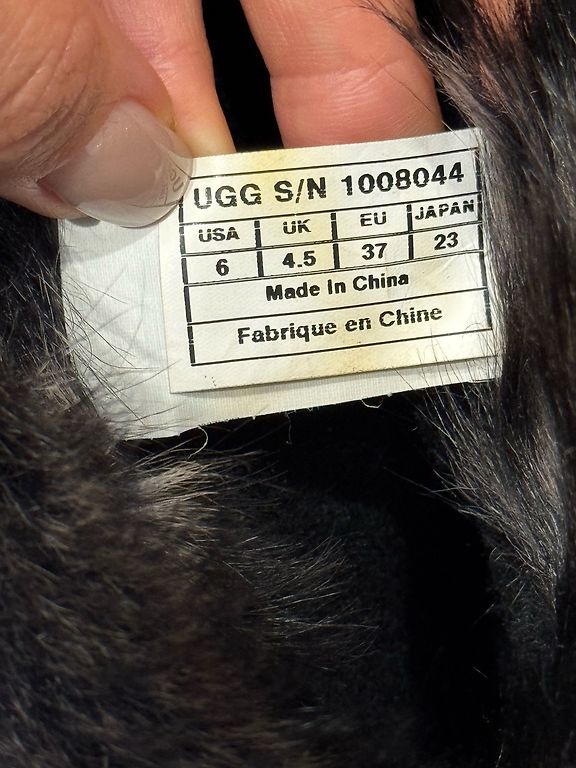 UGG S/N 1008044
USA UK EU JAPAN
6 4.5 37 23
Made In China
Fabrique en Chine